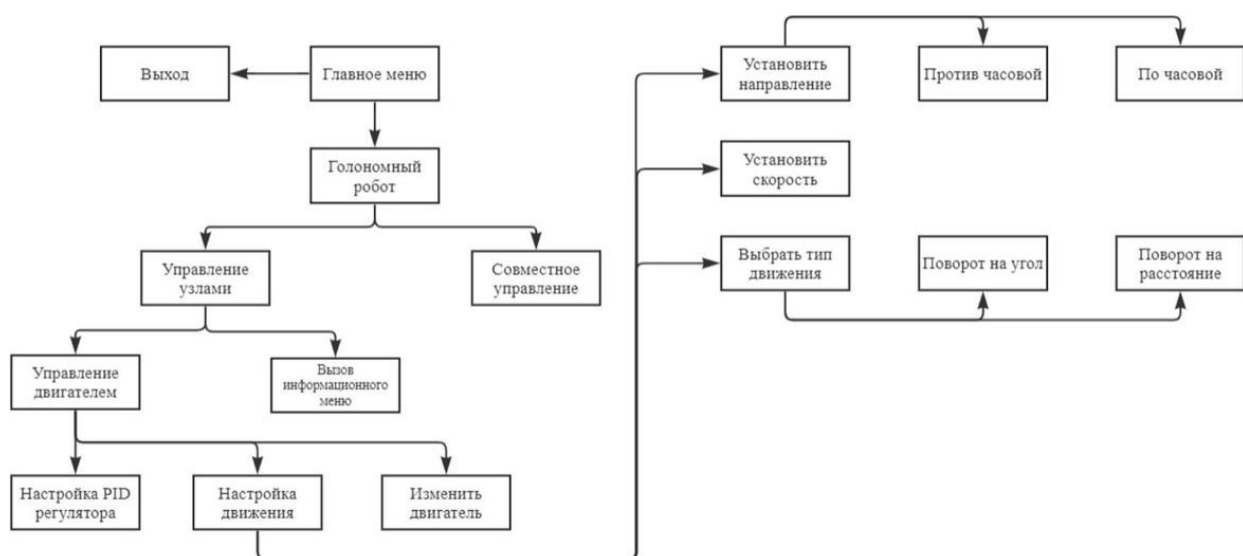 Выход
Главное меню
Голономный
робот
Управление
узлами
Совместное
управление
Управление
двигателем
Вызов
информационного
меню
Настройка PID
регулятора
Настройка
движения
Изменить
двигатель
Установить
направление
Против часовой
По часовой
Установить
скорость
Выбрать тип
движения
Поворот на угол
Поворот на
расстояние